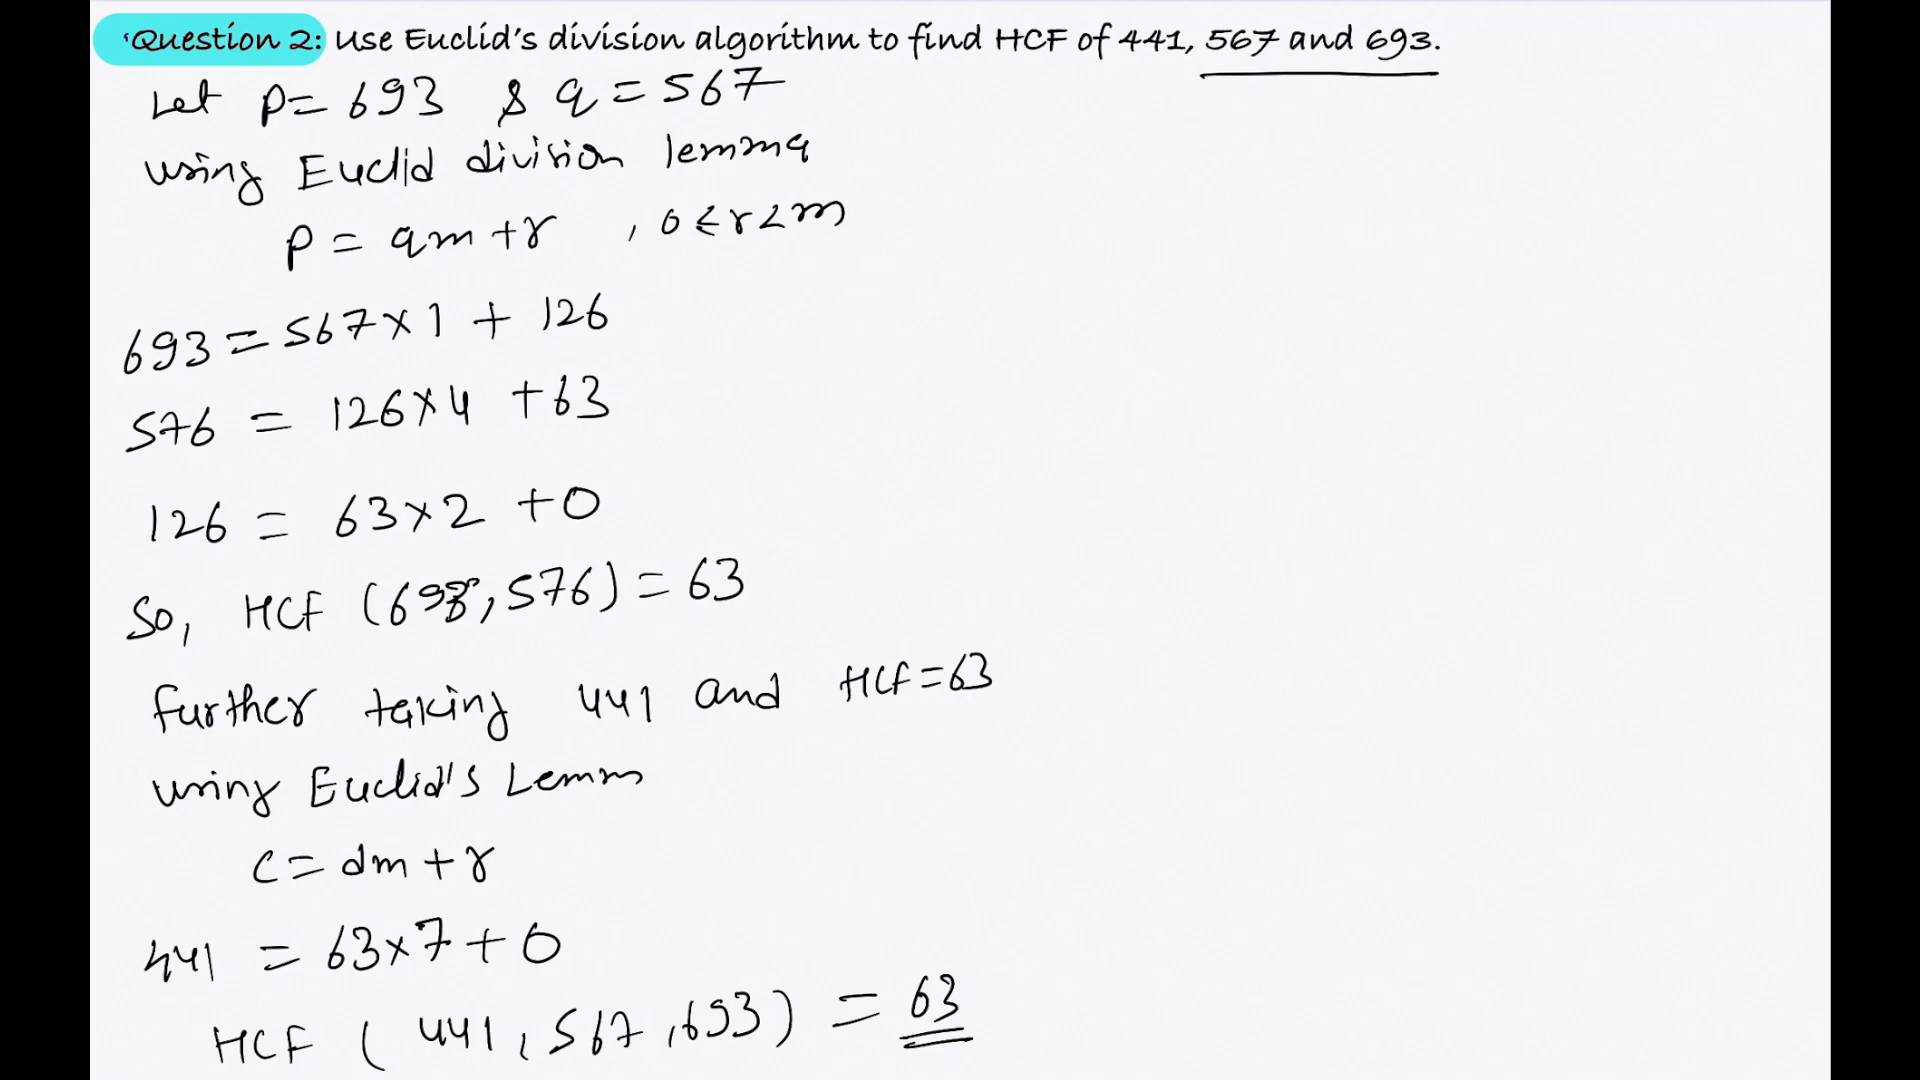 'Question 2: Use Euclid's division algorithm to find HCF of 441, 567 and 693.
Let p = 693 & q = 567
using Euclid division lemma
p = qm + r , 0 ≤ r < m
693 = 567 × 1 + 126
576 = 126 × 4 + 63
126 = 63 × 2 + 0
So, HCF (693, 576) = 63
further taking 441 and HCF = 63
using Euclid's Lemm
c = dm + r
441 = 63 × 7 + 0
HCF ( 441, 567, 693) = 63